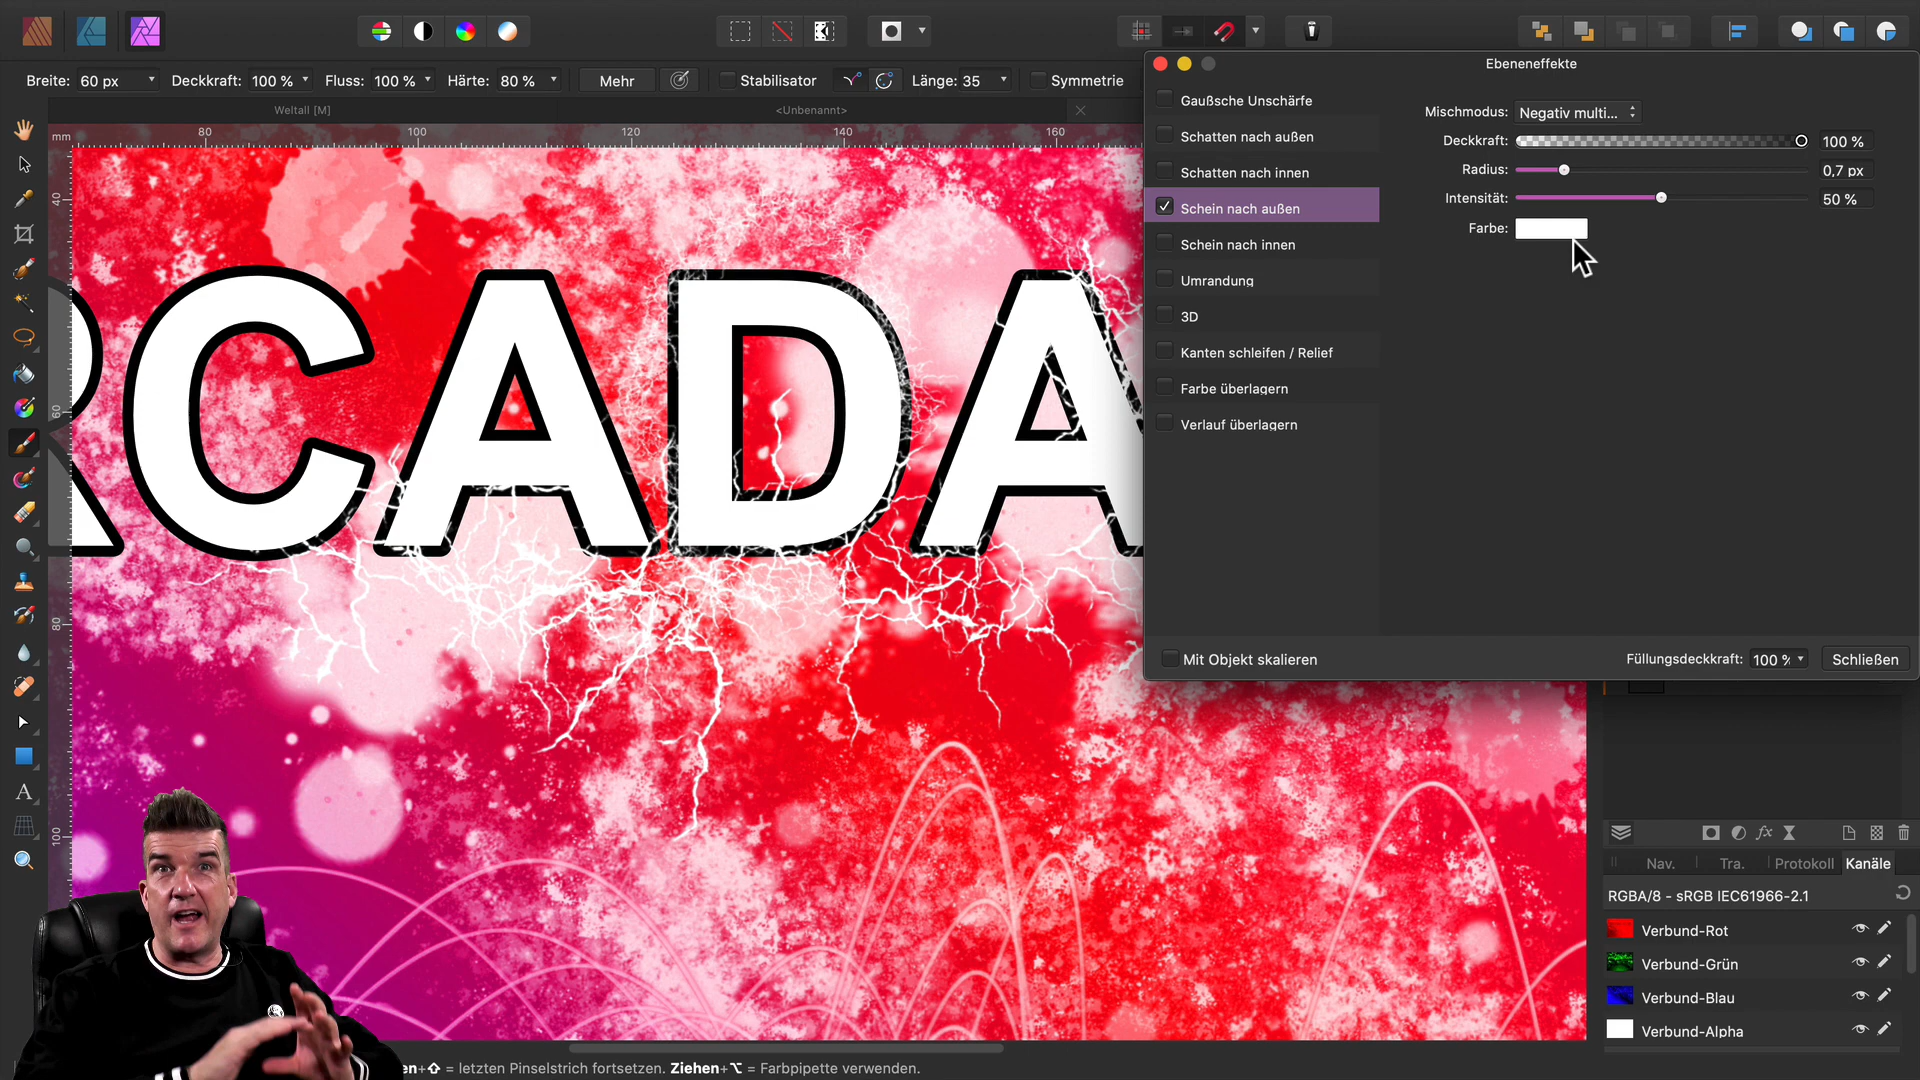 Breite: 60 px Deckkraft: 100 % Fluss: 100 % Härte: 80 % Mehr Stabilisator Länge: 35 Symmetrie
Weltall [M] <Unbenannt>
mm 80 100 120 140 160
40
60
80
100
RCADA
Ebeneneffekte
Gaußsche Unschärfe
Schatten nach außen
Schatten nach innen
Schein nach außen
Schein nach innen
Umrandung
3D
Kanten schleifen / Relief
Farbe überlagern
Verlauf überlagern
Mischmodus: Negativ multi...
Deckkraft: 100 %
Radius: 0,7 px
Intensität: 50 %
Farbe:
Mit Objekt skalieren Füllungsdeckkraft: 100 % Schließen
Nav. Tra. Protokoll Kanäle
RGBA/8 - sRGB IEC61966-2.1
Verbund-Rot
Verbund-Grün
Verbund-Blau
Verbund-Alpha
en+⇧ = letzten Pinselstrich fortsetzen. Ziehen+⌥ = Farbpipette verwenden.